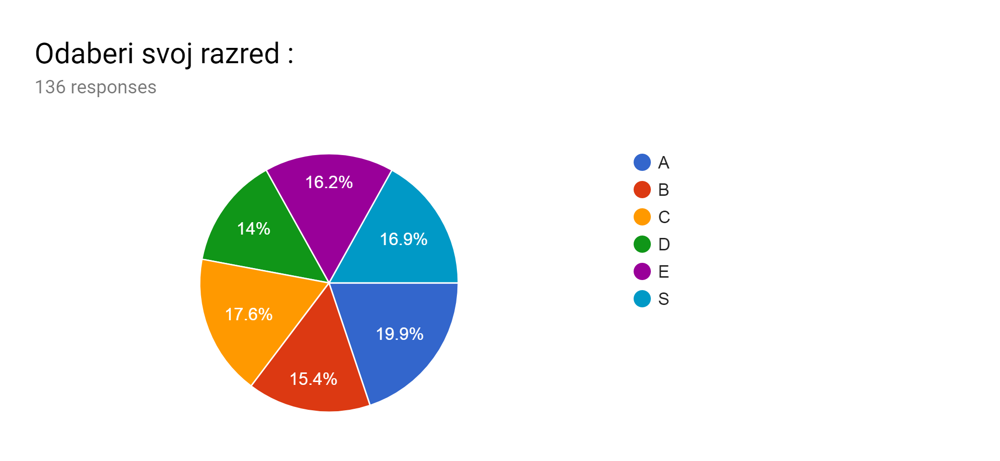 Odaberi svoj razred :
136 responses
16.2%
16.9%
14%
17.6%
19.9%
15.4%
A
B
C
D
E
S